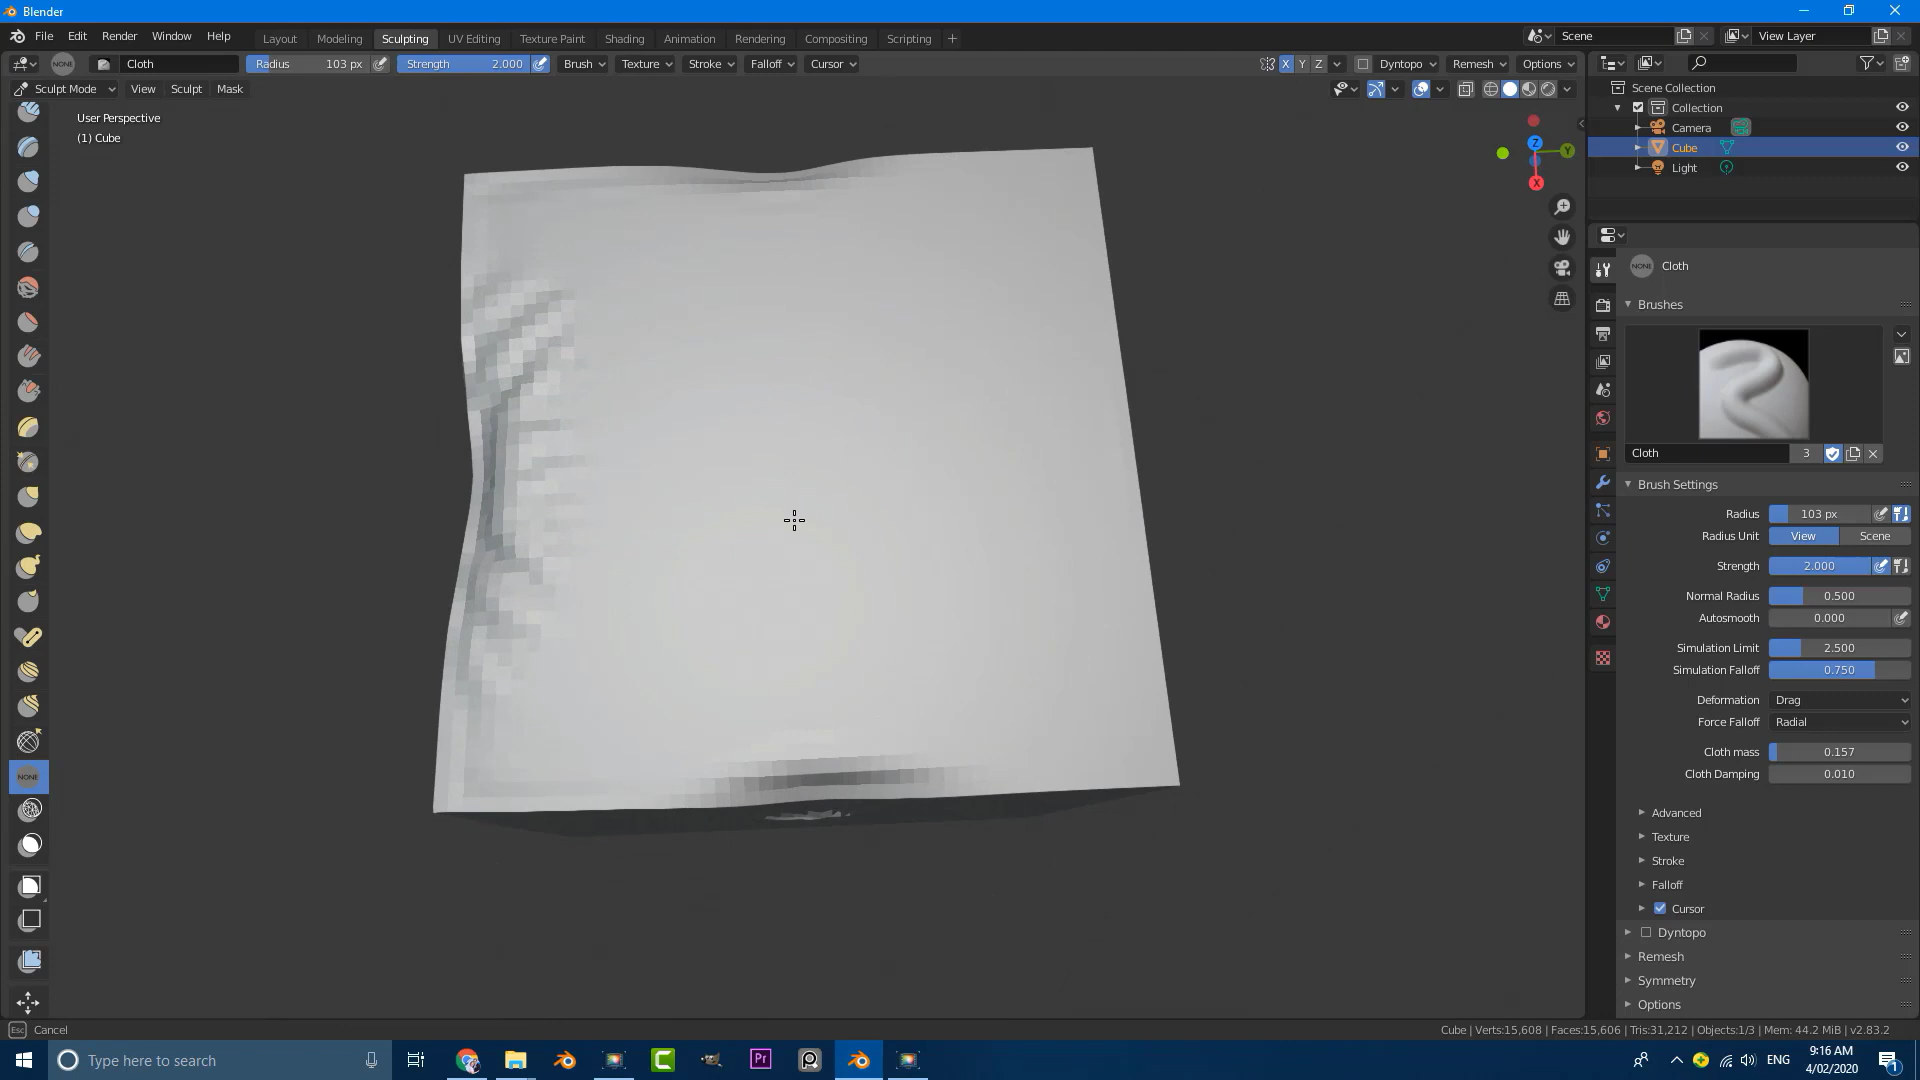 Blender
File Edit Render Window Help
Layout Modeling Sculpting UV Editing Texture Paint Shading Animation Rendering Compositing Scripting +
Scene View Layer
NONE Cloth Radius 103 px Strength 2.000 Brush Texture Stroke Falloff Cursor X Y Z Dyntopo Remesh Options
Sculpt Mode View Sculpt Mask
User Perspective
(1) Cube
Z Y X
Scene Collection
Collection
Camera
Cube
Light
NONE Cloth
Brushes
Cloth 3
Brush Settings
Radius 103 px
Radius Unit View Scene
Strength 2.000
Normal Radius 0.500
Autosmooth 0.000
Simulation Limit 2.500
Simulation Falloff 0.750
Deformation Drag
Force Falloff Radial
Cloth mass 0.157
Cloth Damping 0.010
Advanced
Texture
Stroke
Falloff
Cursor
Dyntopo
Remesh
Symmetry
Options
NONE
Esc Cancel
Cube | Verts:15,608 | Faces:15,606 | Tris:31,212 | Objects:1/3 | Mem: 44.2 MiB | v2.83.2
Type here to search
C
Pr
ENG
9:16 AM
4/02/2020
1